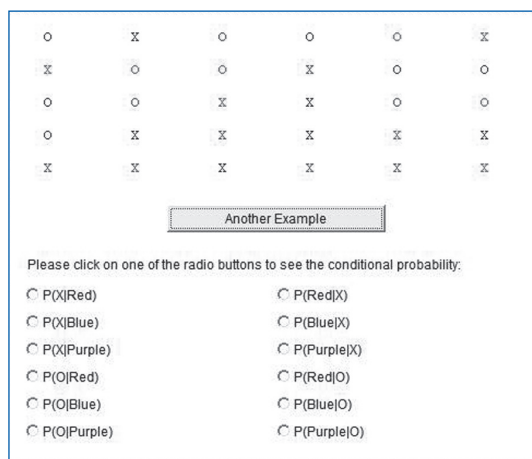 O X O O O X
X O O X O O
O O X X O O
O X X X X X
X X X X X X
Another Example
Please click on one of the radio buttons to see the conditional probability:
P(X|Red) P(Red|X)
P(X|Blue) P(Blue|X)
P(X|Purple) P(Purple|X)
P(O|Red) P(Red|O)
P(O|Blue) P(Blue|O)
P(O|Purple) P(Purple|O)